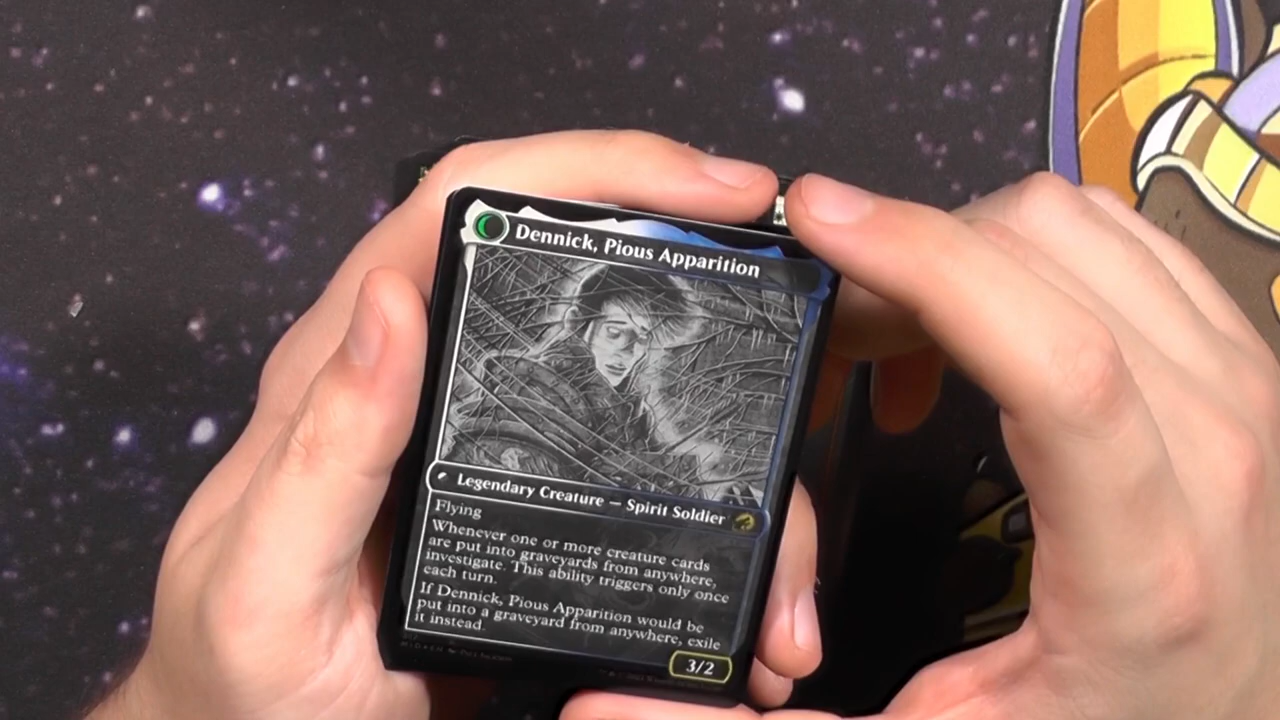 Dennick, Pious Apparition
Legendary Creature — Spirit Soldier
Flying
Whenever one or more creature cards
are put into graveyards from anywhere,
investigate. This ability triggers only once
each turn.
If Dennick, Pious Apparition would be
put into a graveyard from anywhere, exile
it instead.
3/2